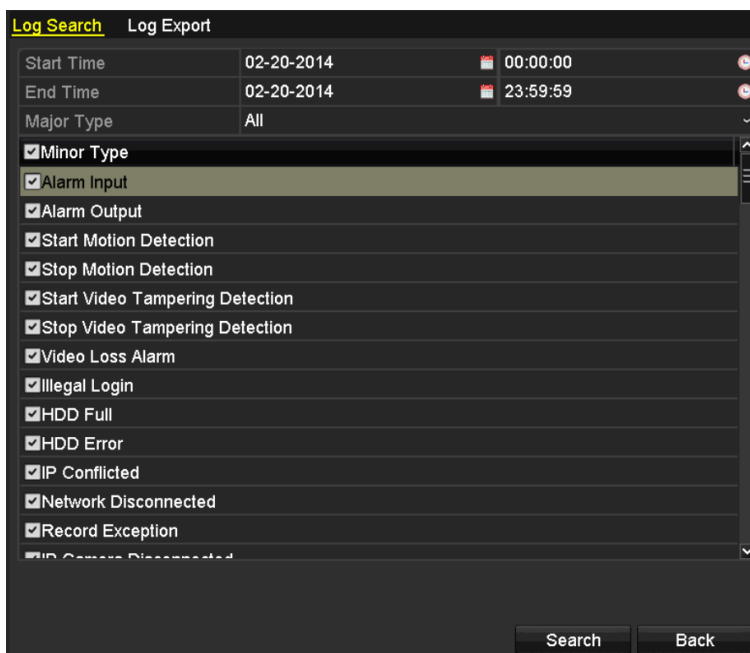 Log Search Log Export
Start Time 02-20-2014 00:00:00
End Time 02-20-2014 23:59:59
Major Type All
Minor Type
Alarm Input
Alarm Output
Start Motion Detection
Stop Motion Detection
Start Video Tampering Detection
Stop Video Tampering Detection
Video Loss Alarm
Illegal Login
HDD Full
HDD Error
IP Conflicted
Network Disconnected
Record Exception
IP Camera Disconnected
Search Back